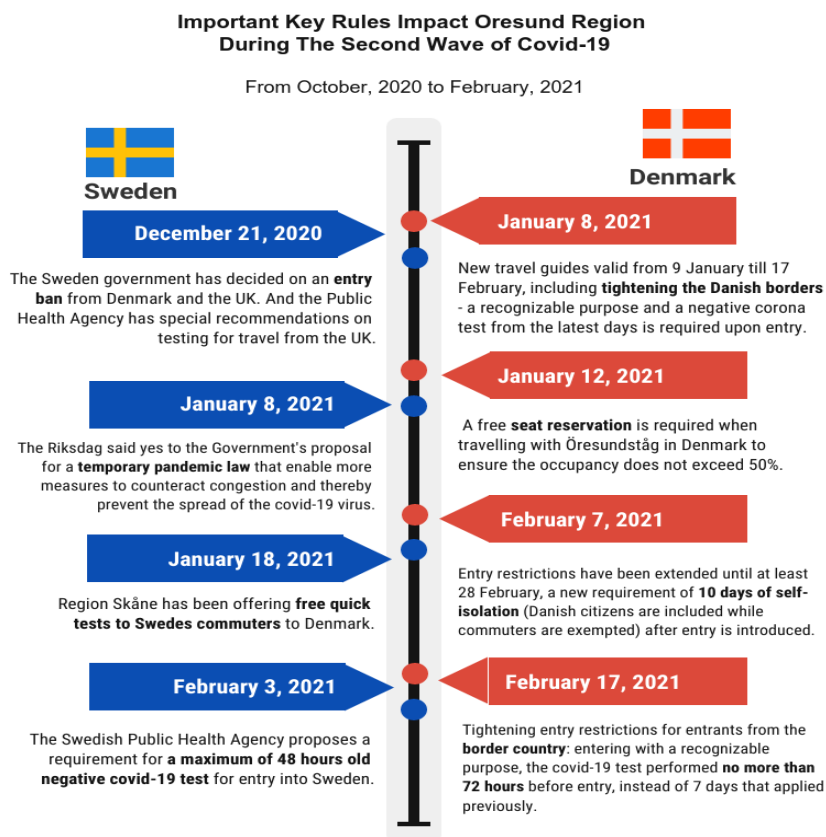 Important Key Rules Impact Oresund Region
During The Second Wave of Covid-19
From October, 2020 to February, 2021
Sweden
December 21, 2020
The Sweden government has decided on an entry
ban from Denmark and the UK. And the Public
Health Agency has special recommendations on
testing for travel from the UK.
January 8, 2021
The Riksdag said yes to the Government's proposal
for a temporary pandemic law that enable more
measures to counteract congestion and thereby
prevent the spread of the covid-19 virus.
January 18, 2021
Region Skåne has been offering free quick
tests to Swedes commuters to Denmark.
February 3, 2021
The Swedish Public Health Agency proposes a
requirement for a maximum of 48 hours old
negative covid-19 test for entry into Sweden.
Denmark
January 8, 2021
New travel guides valid from 9 January till 17
February, including tightening the Danish borders
- a recognizable purpose and a negative corona
test from the latest days is required upon entry.
January 12, 2021
A free seat reservation is required when
travelling with Öresundståg in Denmark to
ensure the occupancy does not exceed 50%.
February 7, 2021
Entry restrictions have been extended until at least
28 February, a new requirement of 10 days of self-
isolation (Danish citizens are included while
commuters are exempted) after entry is introduced.
February 17, 2021
Tightening entry restrictions for entrants from the
border country: entering with a recognizable
purpose, the covid-19 test performed no more than
72 hours before entry, instead of 7 days that applied
previously.